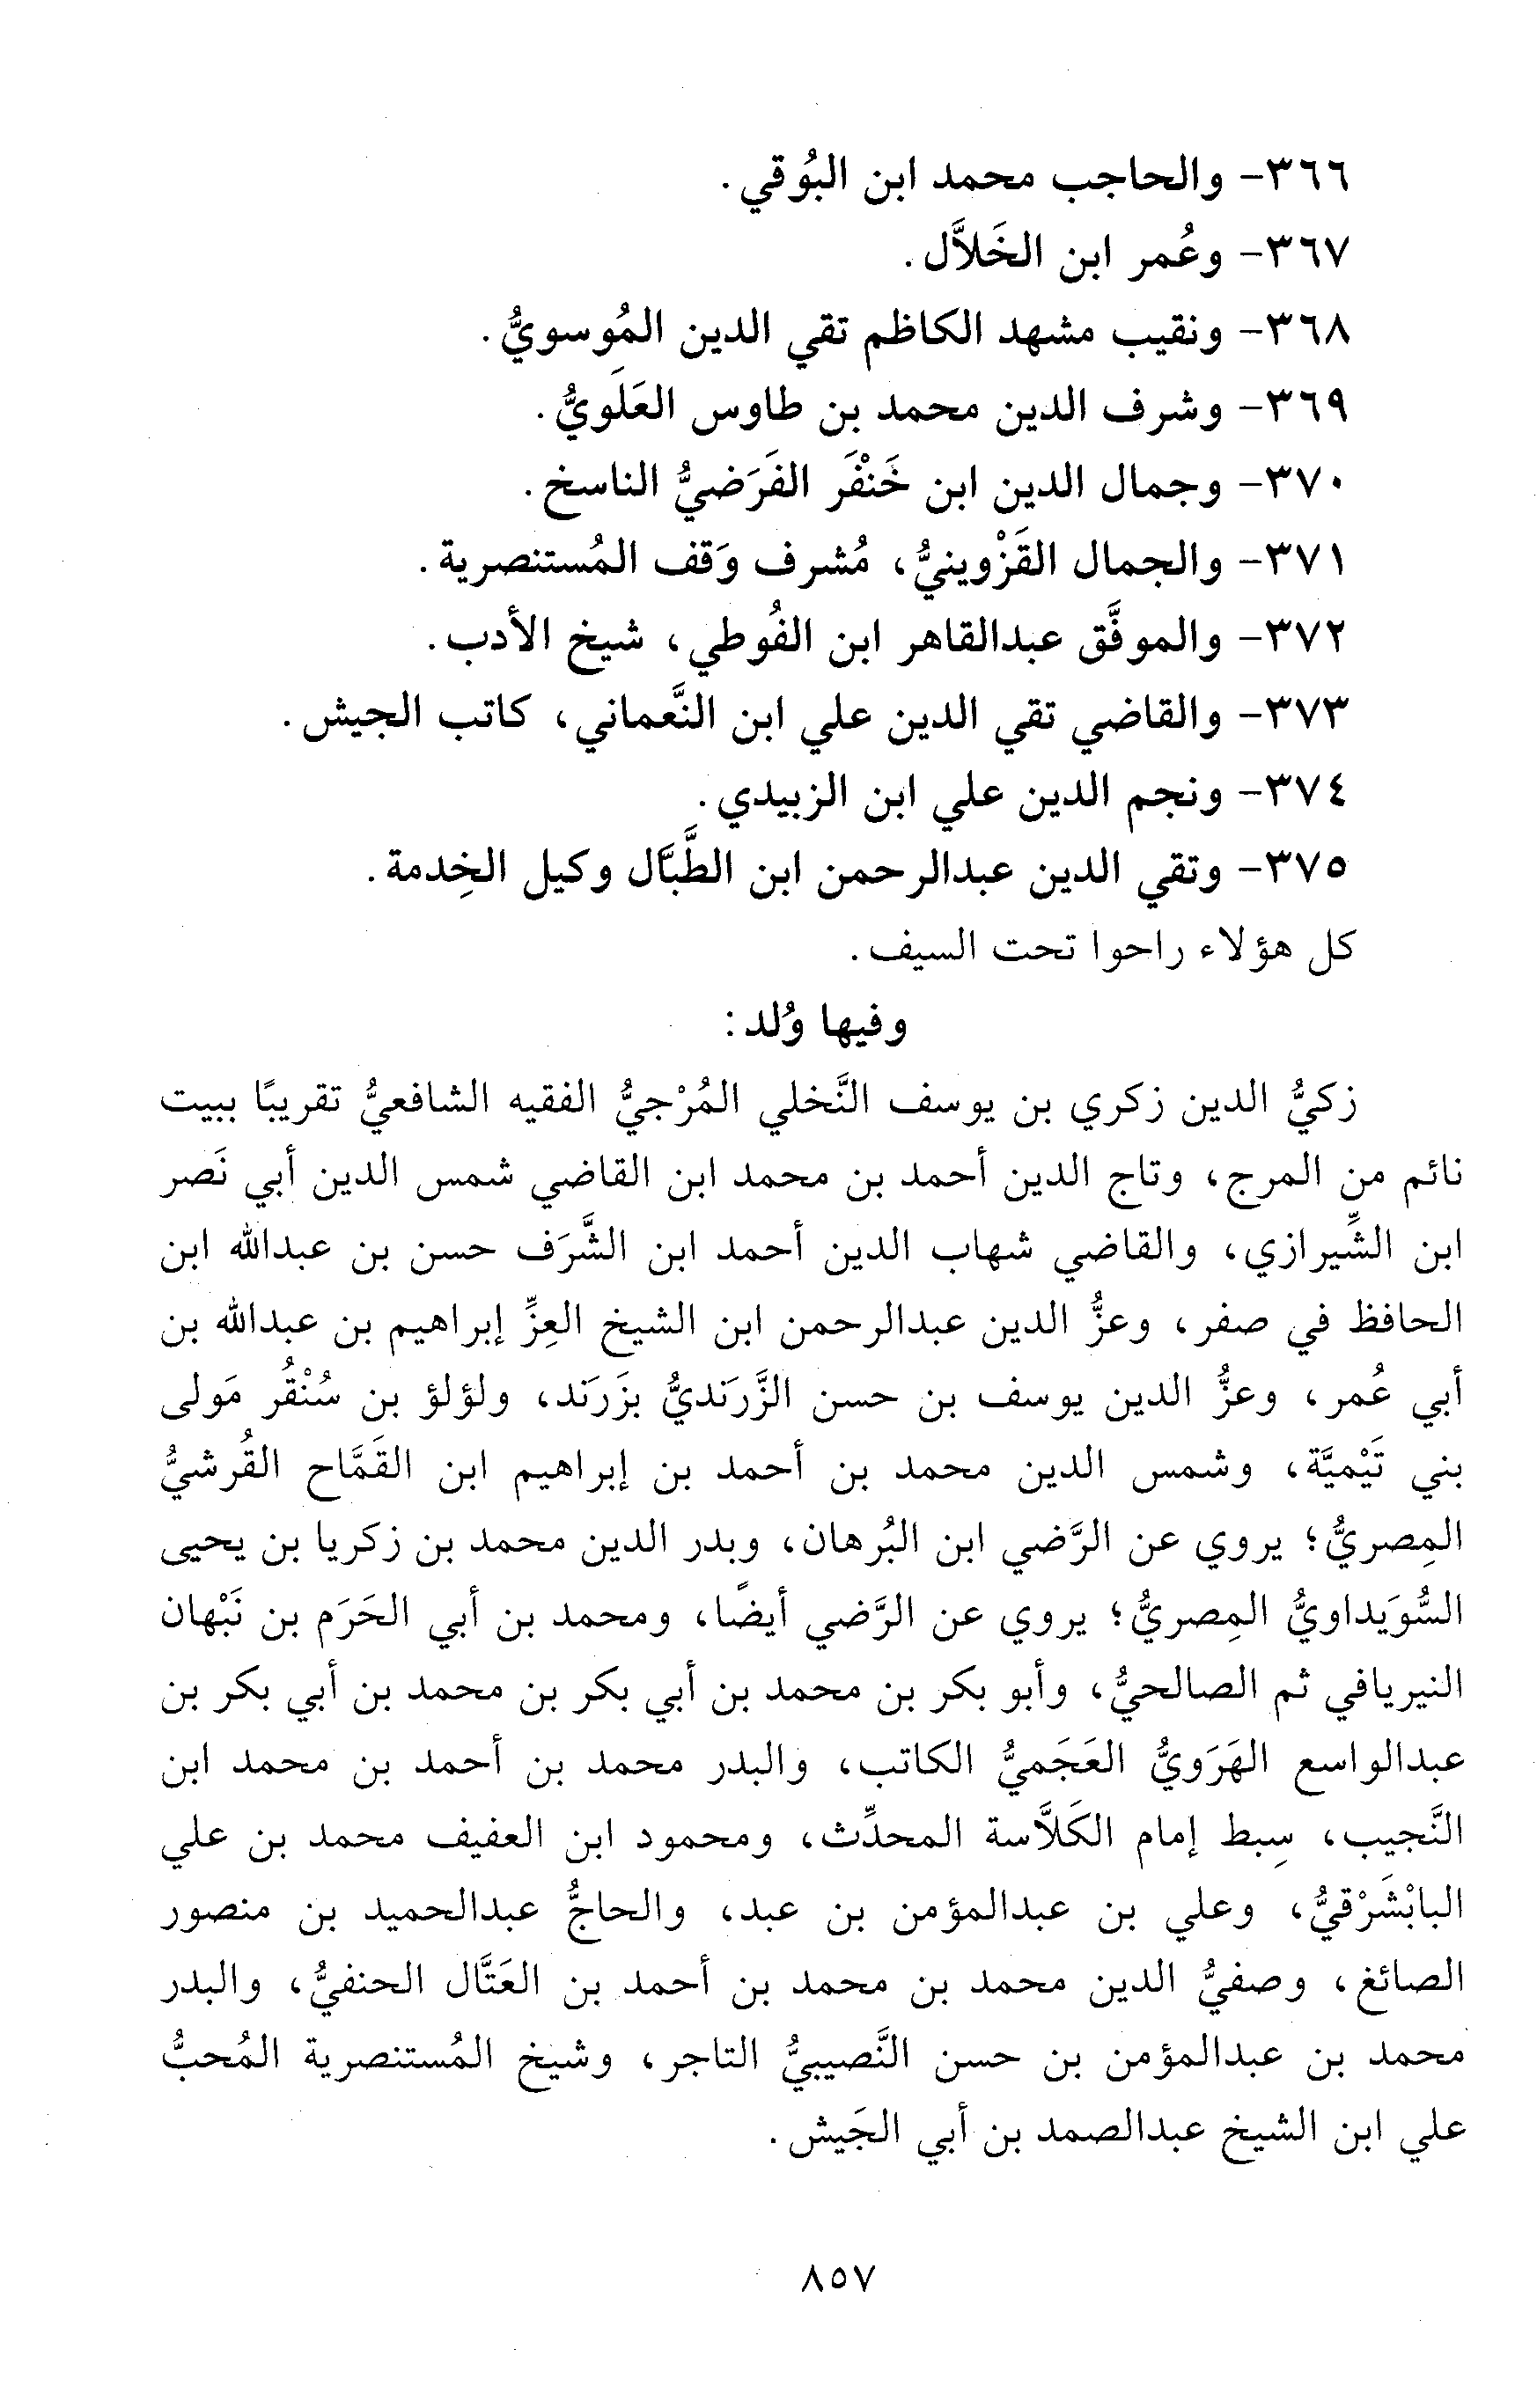 ٣٦٦- والحاجب محمد ابن البُوقي.
٣٦٧- وعُمر ابن الخَلاَّل.
٣٦٨- ونقيب مشهد الكاظم تقي الدين المُوسويُّ.
٣٦٩- وشرف الدين محمد بن طاوس العَلَويُّ.
٣٧٠- وجمال الدين ابن خَنْفَر الفَرَضيُّ الناسخ.
٣٧١- والجمال القَزْوينيُّ، مُشرف وَقف المُستنصرية.
٣٧٢- والموفَّق عبدالقاهر ابن الفُوطي، شيخ الأدب.
٣٧٣- والقاضي تقي الدين علي ابن النَّعماني، كاتب الجيش.
٣٧٤- ونجم الدين علي ابن الزبيدي.
٣٧٥- وتقي الدين عبدالرحمن ابن الطَّبَّال وكيل الخِدمة.
كل هؤلاء راحوا تحت السيف.
وفيها وُلد:
زكيُّ الدين زكري بن يوسف النَّخلي المُرْجيُّ الفقيه الشافعيُّ تقريبًا ببيت
نائم من المرج، وتاج الدين أحمد بن محمد ابن القاضي شمس الدين أبي نَصر
ابن الشِّيرازي، والقاضي شهاب الدين أحمد ابن الشَّرَف حسن بن عبدالله ابن
الحافظ في صفر، وعزُّ الدين عبدالرحمن ابن الشيخ العِزِّ إبراهيم بن عبدالله بن
أبي عُمر، وعزُّ الدين يوسف بن حسن الزَّرَنديُّ بزَرَند، ولؤلؤ بن سُنْقُر مَولى
بني تَيْميَّة، وشمس الدين محمد بن أحمد بن إبراهيم ابن القَمَّاح القُرشيُّ
المِصريُّ؛ يروي عن الرَّضي ابن البُرهان، وبدر الدين محمد بن زكريا بن يحيى
السُّوَيداويُّ المِصريُّ؛ يروي عن الرَّضي أيضًا، ومحمد بن أبي الحَرَم بن نَبْهان
النيريافي ثم الصالحيُّ، وأبو بكر بن محمد بن أبي بكر بن محمد بن أبي بكر بن
عبدالواسع الهَرَويُّ العَجَميُّ الكاتب، والبدر محمد بن أحمد بن محمد ابن
النَّجيب، سِبط إمام الكَلاَّسة المحدِّث، ومحمود ابن العفيف محمد بن علي
البابْشَرْقيُّ، وعلي بن عبدالمؤمن بن عبد، والحاجُّ عبدالحميد بن منصور
الصائغ، وصفيُّ الدين محمد بن محمد بن أحمد بن العَتَّال الحنفيُّ، والبدر
محمد بن عبدالمؤمن بن حسن النَّصيبيُّ التاجر، وشيخ المُستنصرية المُحبُّ
علي ابن الشيخ عبدالصمد بن أبي الجَيش.
٨٥٧